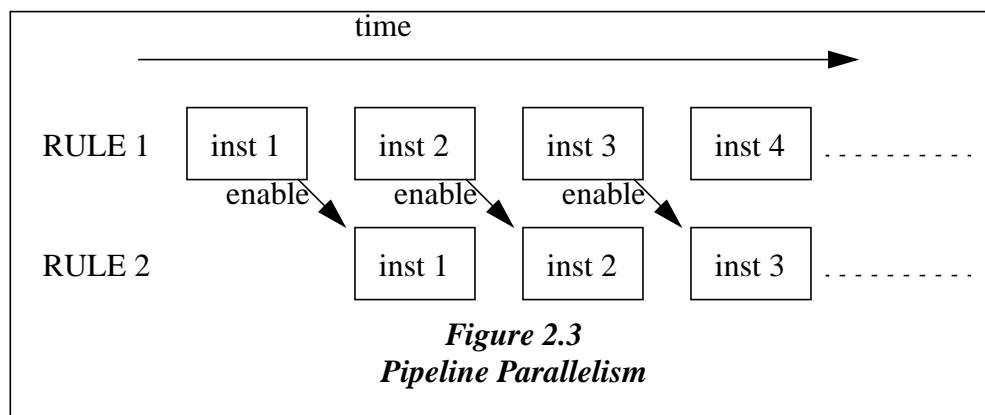 time
RULE 1 inst 1 inst 2 inst 3 inst 4
enable enable enable
RULE 2 inst 1 inst 2 inst 3
Figure 2.3
Pipeline Parallelism